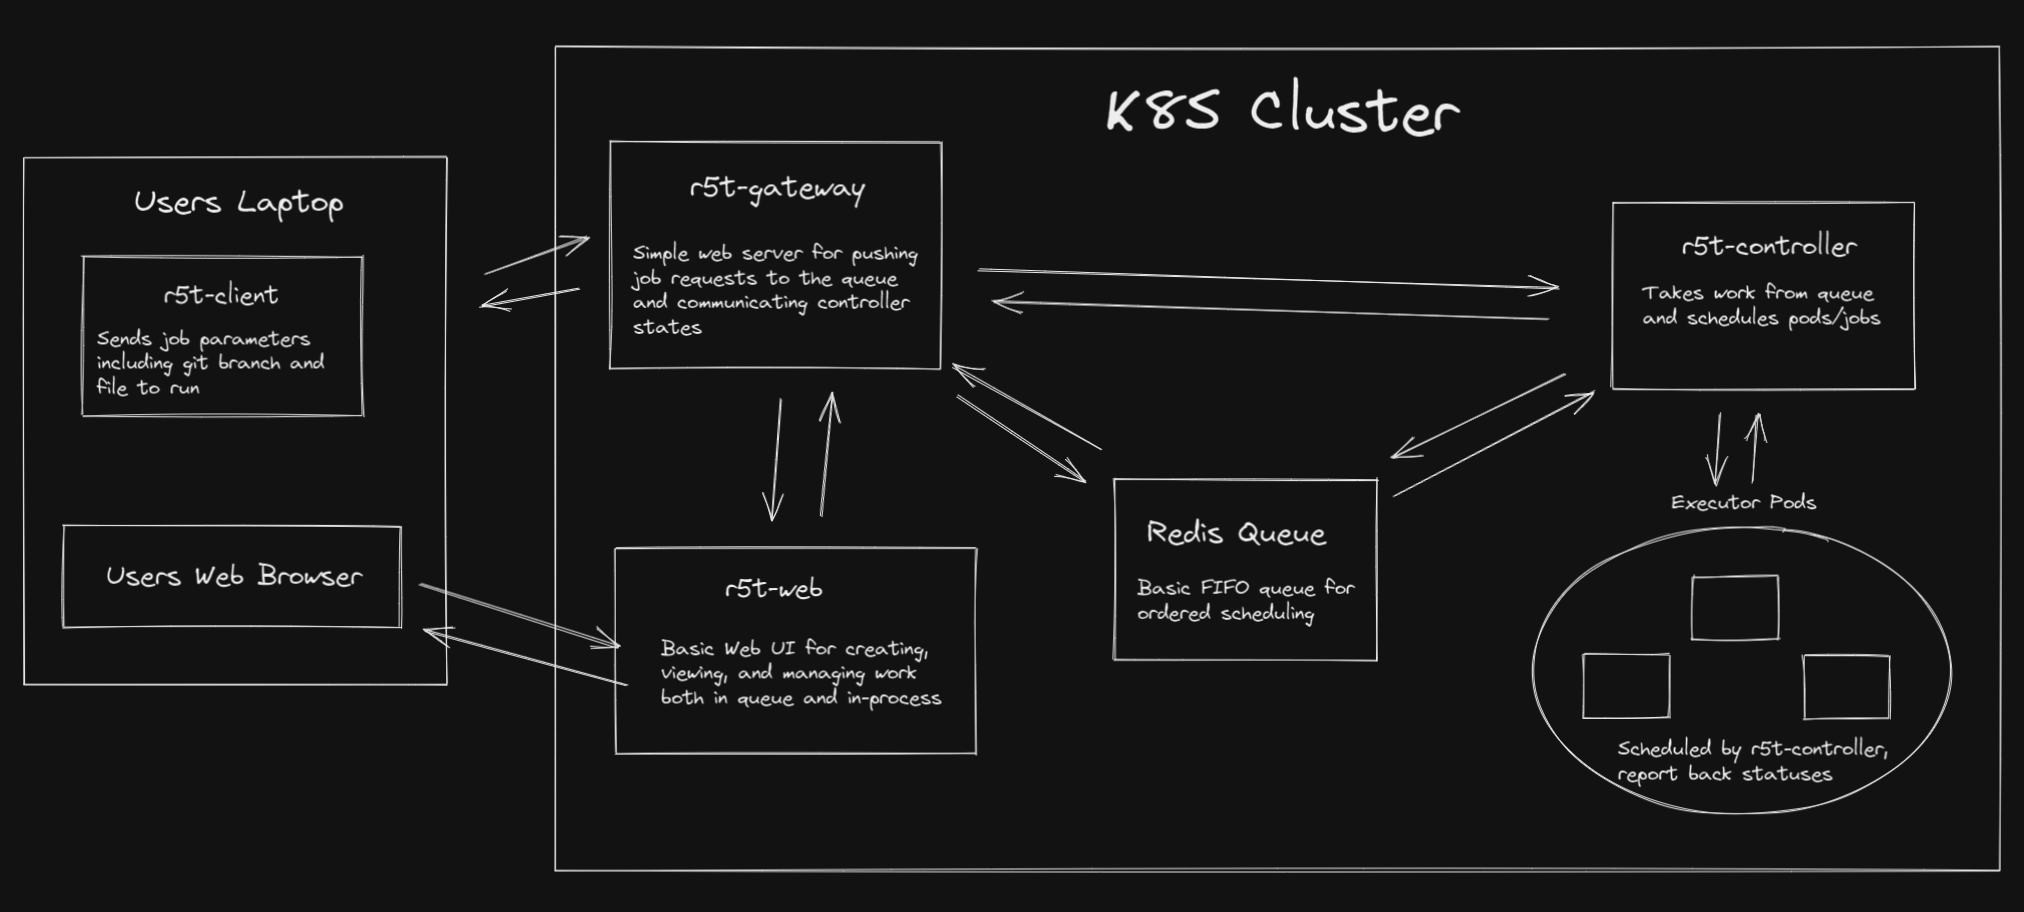 K8S Cluster
Users Laptop
r5t-client
Sends job parameters
including git branch and
file to run
Users Web Browser
r5t-gateway
Simple web server for pushing
job requests to the queue
and communicating controller
states
r5t-web
Basic Web UI for creating,
viewing, and managing work
both in queue and in-process
Redis Queue
Basic FIFO queue for
ordered scheduling
r5t-controller
Takes work from queue
and schedules pods/jobs
Executor Pods
Scheduled by r5t-controller,
report back statuses